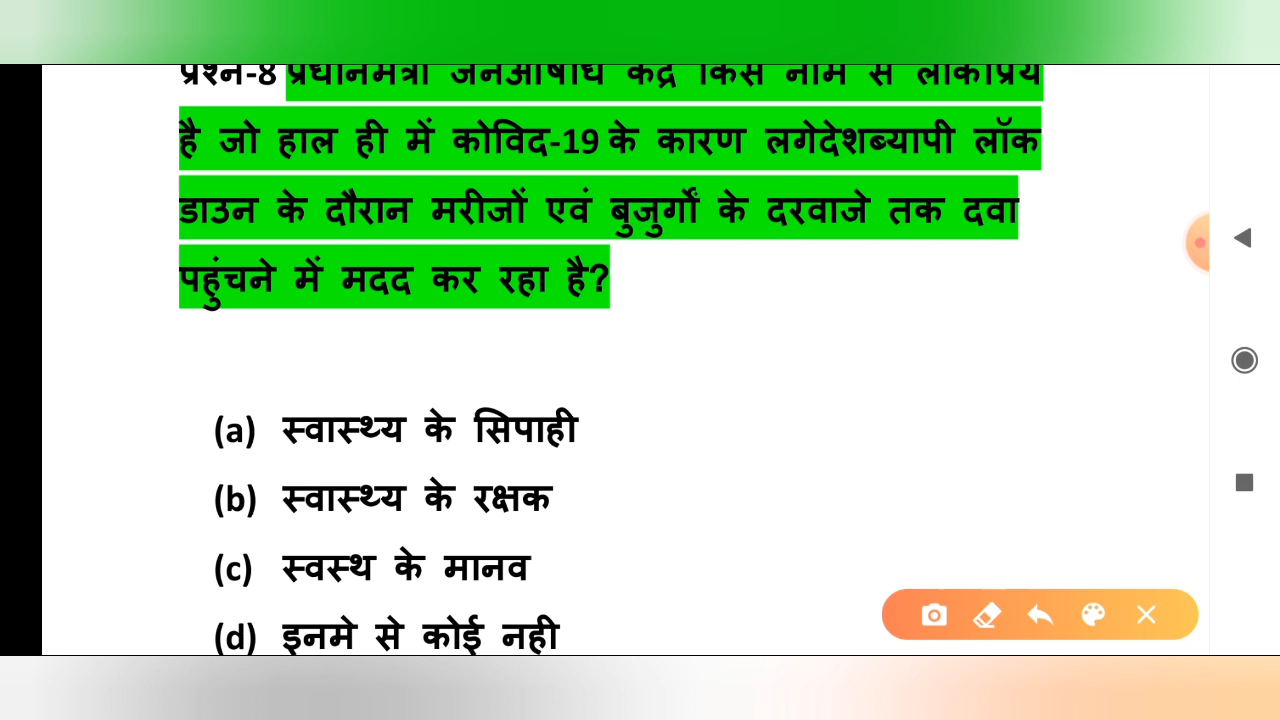 प्रश्न-8 प्रधानमंत्री जनऔषधि केंद्र किस नाम से लोकप्रिय
है जो हाल ही में कोविद-19 के कारण लगेदेशब्यापी लॉक
डाउन के दौरान मरीजों एवं बुजुर्गों के दरवाजे तक दवा
पहुंचने में मदद कर रहा है?
(a) स्वास्थ्य के सिपाही
(b) स्वास्थ्य के रक्षक
(c) स्वस्थ के मानव
(d) इनमे से कोई नही